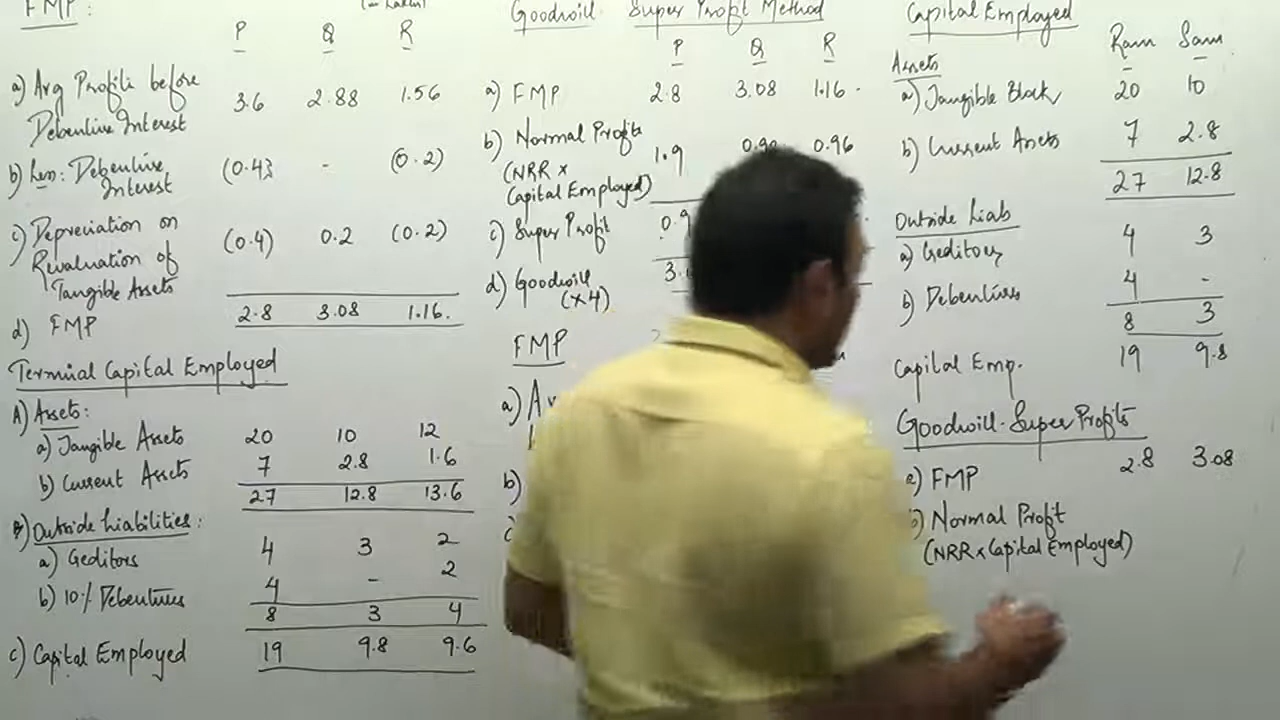 FMP:
P Q R
a) Avg Profits before 3.6 2.88 1.56
Debenture Interest
b) Less: Debenture (0.4) - (0.2)
Interest
c) Depreciation on (0.4) 0.2 (0.2)
Revaluation of
Tangible Assets
d) FMP 2.8 3.08 1.16.
Terminal Capital Employed
A) Assets:
a) Tangible Assets 20 10 12
b) Current Assets 7 2.8 1.6
27 12.8 13.6
B) Outside Liabilities:
a) Creditors 4 3 2
b) 10% Debentures 4 - 2
8 3 4
c) Capital Employed 19 9.8 9.6
Goodwill Super Profit Method
P Q R
a) FMP 2.8 3.08 1.16.
b) Normal Profits 1.9 0.96
(NRR x
Capital Employed)
c) Super Profit 0.9
d) Goodwill 3.
(x4)
FMP
a)
b)
Capital Employed
Ram Sam
Assets
a) Tangible Block 20 10
b) Current Assets 7 2.8
27 12.8
Outside Liab
a) Creditors 4 3
b) Debentures 4 -
8 3
Capital Emp. 19 9.8
Goodwill-Super Profits
a) FMP 2.8 3.08
b) Normal Profit
(NRR x Capital Employed)